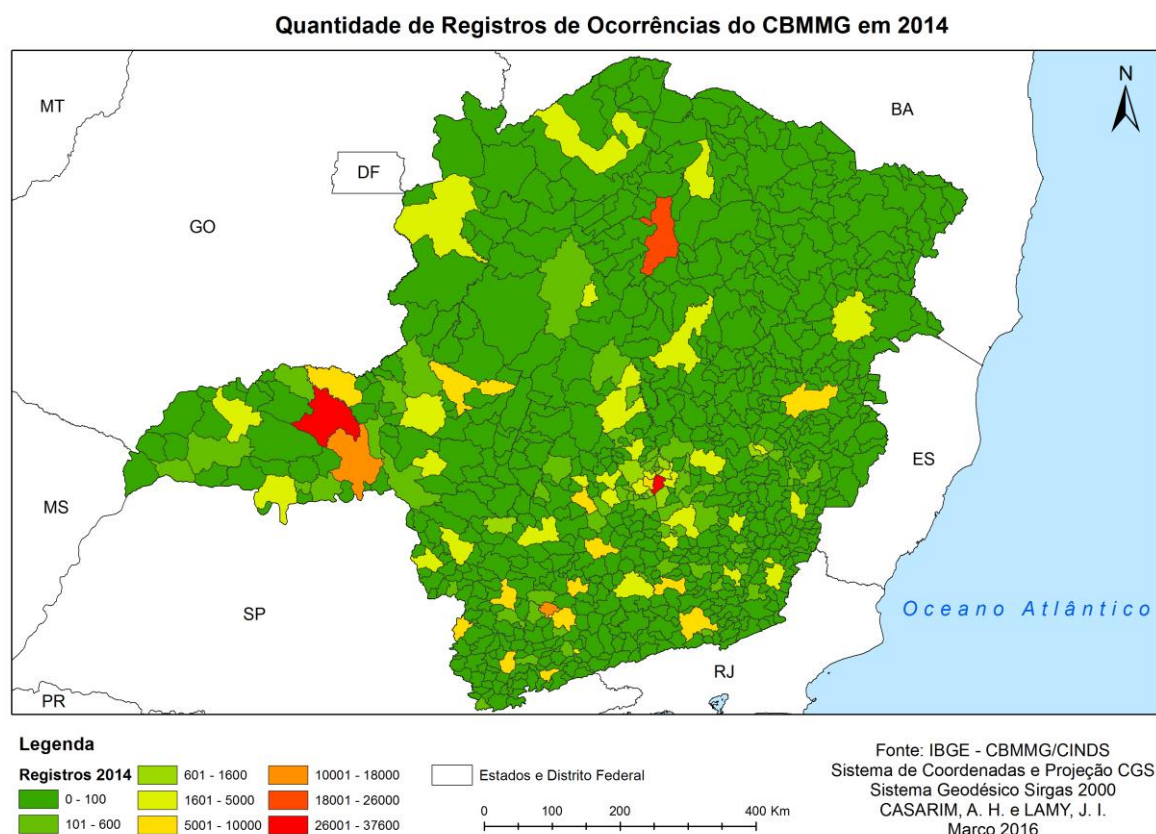 Quantidade de Registros de Ocorrências do CBMMG em 2014
MT
BA
N
DF
GO
MS
ES
SP
Oceano Atlântico
RJ
PR
Legenda
Registros 2014
0 - 100
101 - 600
601 - 1600
1601 - 5000
5001 - 10000
10001 - 18000
18001 - 26000
26001 - 37600
Estados e Distrito Federal
0 100 200 400 Km
Fonte: IBGE - CBMMG/CINDS
Sistema de Coordenadas e Projeção CGS
Sistema Geodésico Sirgas 2000
CASARIM, A. H. e LAMY, J. I.
Março 2016